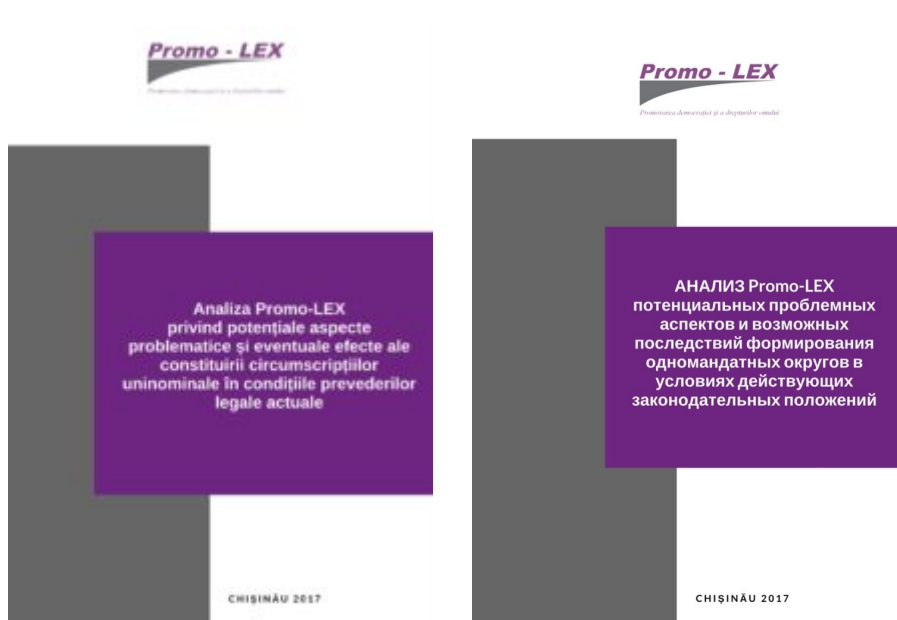 Promo - LEX
Analiza Promo-LEX
privind potențiale aspecte
problematice și eventuale efecte ale
constituirii circumscripțiilor
uninominale în condițiile prevederilor
legale actuale
CHIȘINĂU 2017
Promo - LEX
Promovarea democrației și a drepturilor omului
АНАЛИЗ Promo-LEX
потенциальных проблемных
аспектов и возможных
последствий формирования
одномандатных округов в
условиях действующих
законодательных положений
CHIȘINĂU 2017